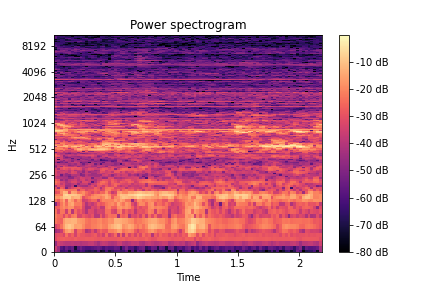 Power spectrogram
Hz
8192
4096
2048
1024
512
256
128
64
0
0
0.5
1
1.5
2
Time
-10 dB
-20 dB
-30 dB
-40 dB
-50 dB
-60 dB
-70 dB
-80 dB